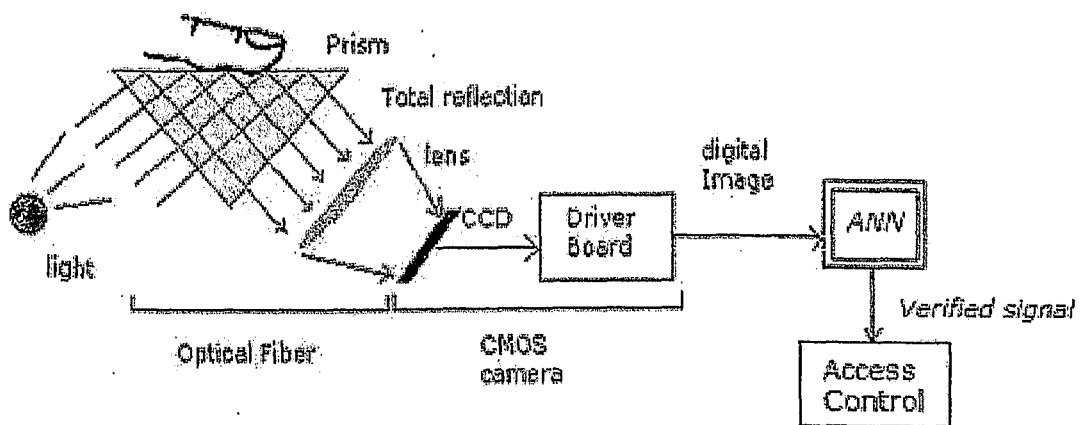 Prism
Total reflection
lens
CCD
light
Driver
Board
digital
Image
ANN
Verified signal
Access
Control
Optical Fiber
CMOS
camera